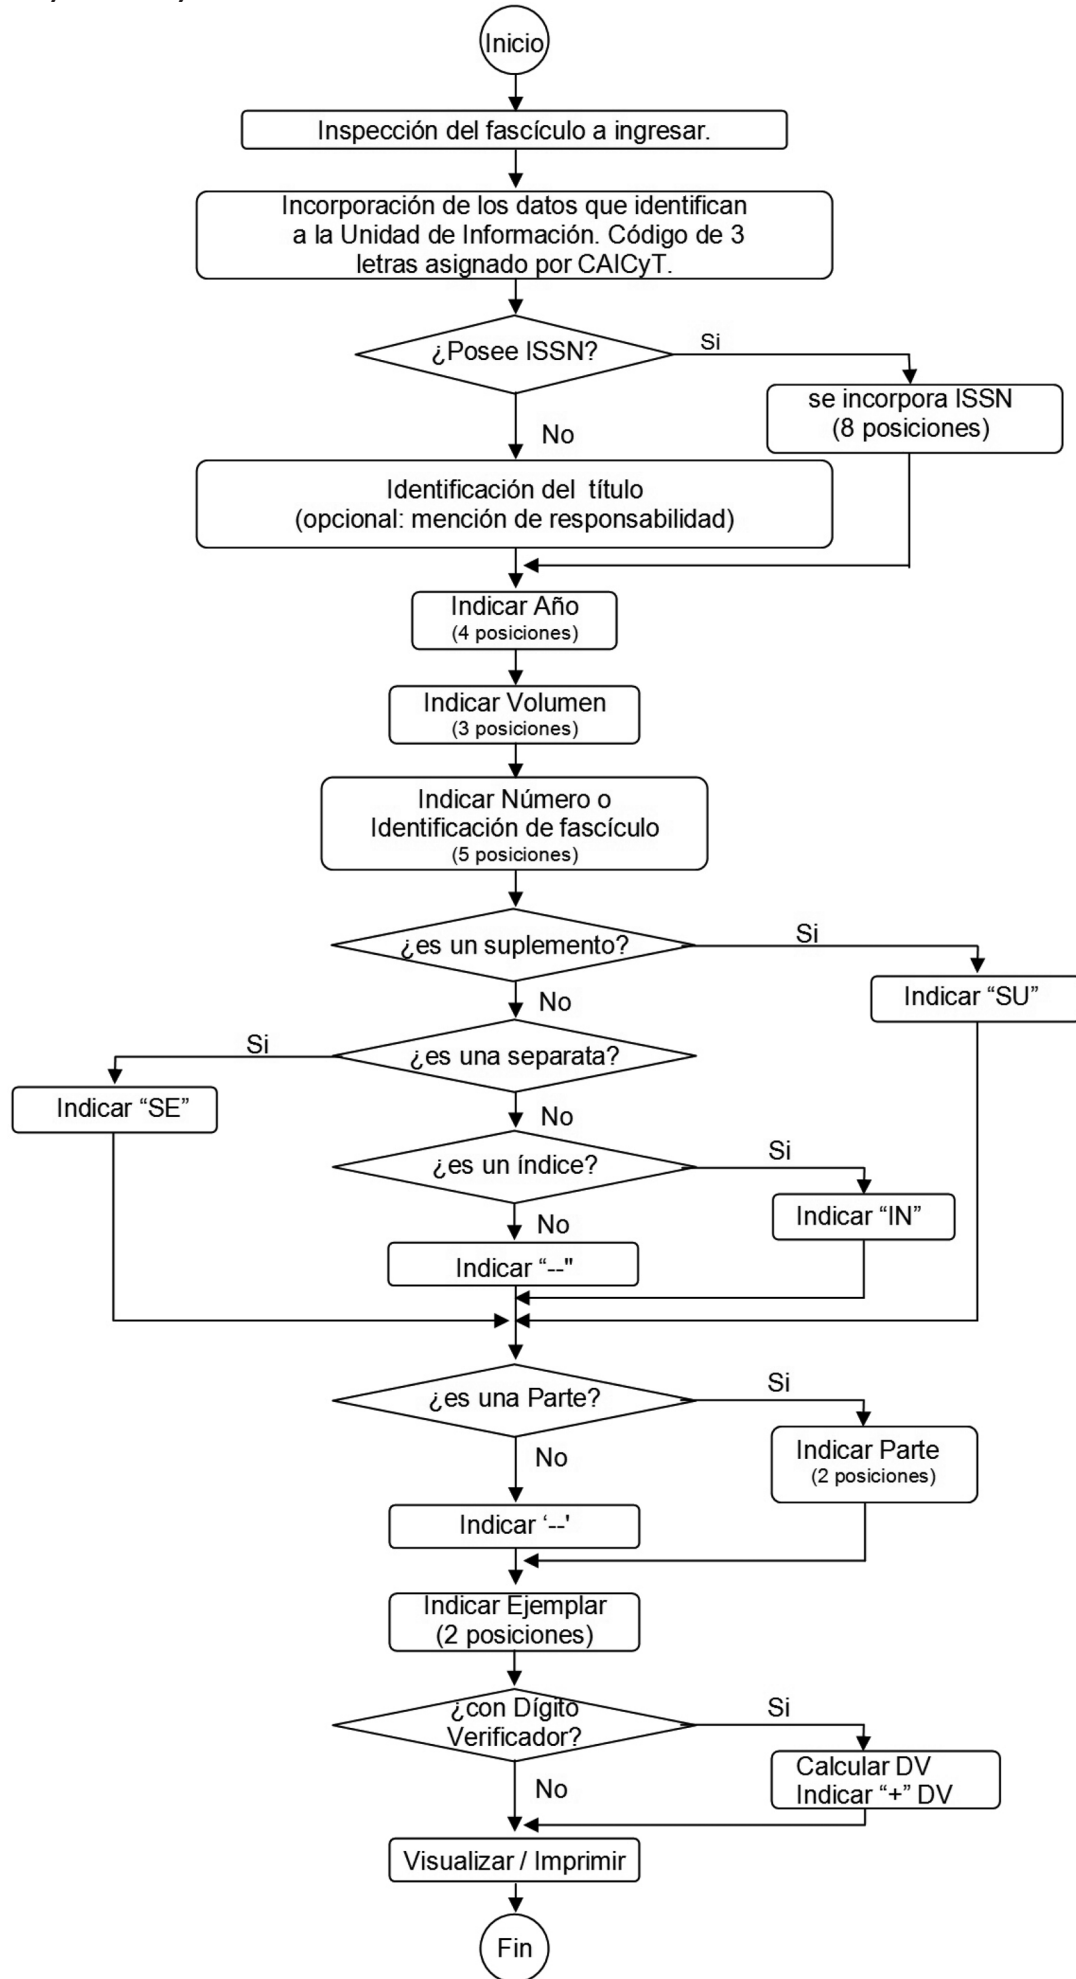 Inicio
Inspección del fascículo a ingresar.
Incorporación de los datos que identifican
a la Unidad de Información. Código de 3
letras asignado por CAICyT.
¿Posee ISSN?
Si
se incorpora ISSN
(8 posiciones)
No
Identificación del título
(opcional: mención de responsabilidad)
Indicar Año
(4 posiciones)
Indicar Volumen
(3 posiciones)
Indicar Número o
Identificación de fascículo
(5 posiciones)
¿es un suplemento?
Si
Indicar “SU”
No
¿es una separata?
Si
Indicar “SE”
No
¿es un índice?
Si
Indicar “IN”
No
Indicar “--"
¿es una Parte?
Si
Indicar Parte
(2 posiciones)
No
Indicar ‘--'
Indicar Ejemplar
(2 posiciones)
¿con Dígito
Verificador?
Si
Calcular DV
Indicar “+” DV
No
Visualizar / Imprimir
Fin